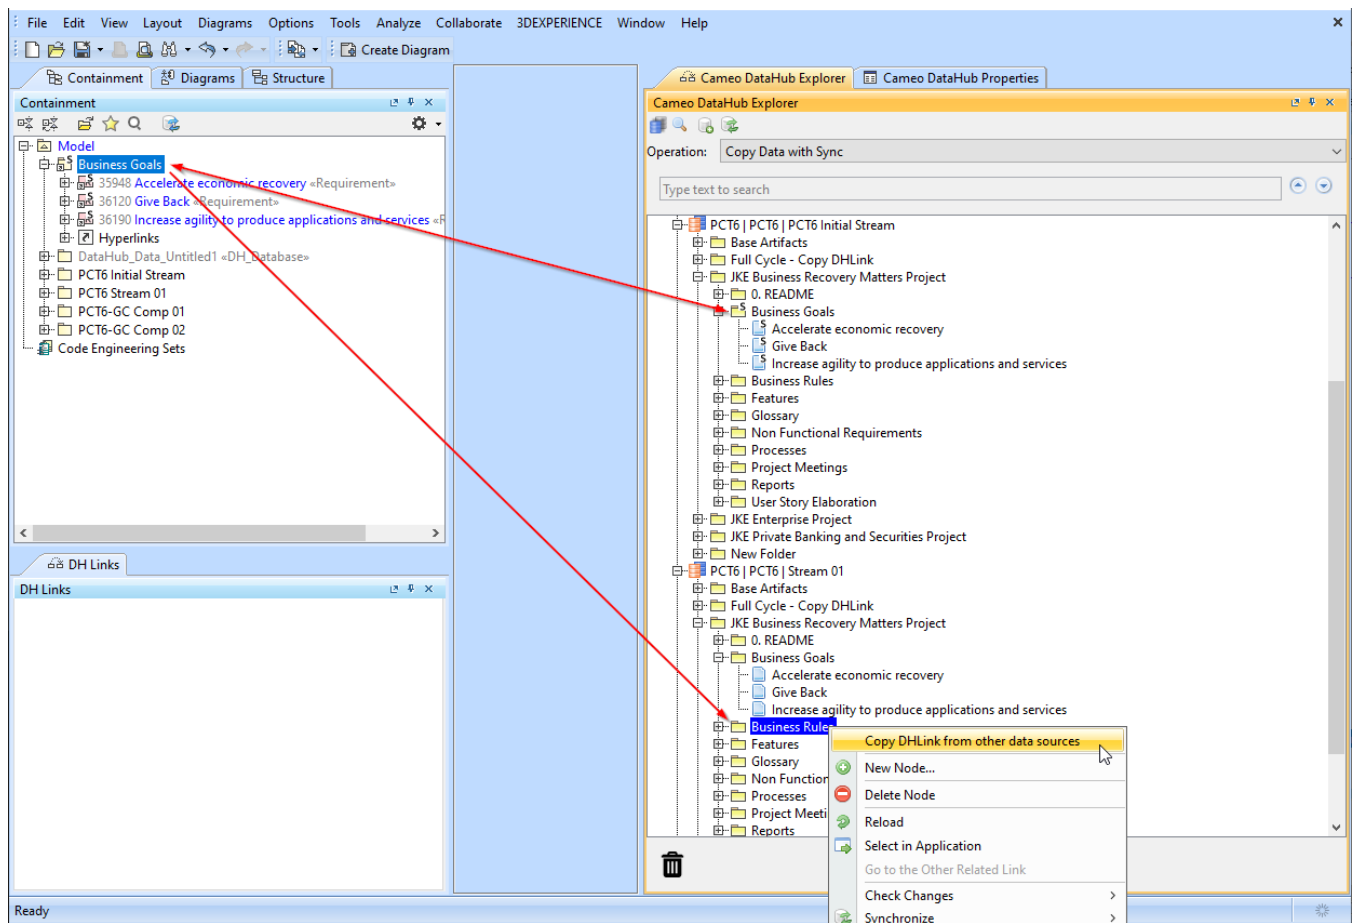 File Edit View Layout Diagrams Options Tools Analyze Collaborate 3DEXPERIENCE Window Help
Create Diagram
Containment Diagrams Structure
Containment
Model
Business Goals
35948 Accelerate economic recovery «Requirement»
36120 Give Back «Requirement»
36190 Increase agility to produce applications and services «R
Hyperlinks
DataHub_Data_Untitled1 «DH_Database»
PCT6 Initial Stream
PCT6 Stream 01
PCT6-GC Comp 01
PCT6-GC Comp 02
Code Engineering Sets
DH Links
DH Links
Cameo DataHub Explorer Cameo DataHub Properties
Cameo DataHub Explorer
Operation: Copy Data with Sync
Type text to search
PCT6 | PCT6 | PCT6 Initial Stream
Base Artifacts
Full Cycle - Copy DHLink
JKE Business Recovery Matters Project
0. README
Business Goals
Accelerate economic recovery
Give Back
Increase agility to produce applications and services
Business Rules
Features
Glossary
Non Functional Requirements
Processes
Project Meetings
Reports
User Story Elaboration
JKE Enterprise Project
JKE Private Banking and Securities Project
New Folder
PCT6 | PCT6 | Stream 01
Base Artifacts
Full Cycle - Copy DHLink
JKE Business Recovery Matters Project
0. README
Business Goals
Accelerate economic recovery
Give Back
Increase agility to produce applications and services
Business Rules
Features
Glossary
Non Function
Processes
Project Meeti
Reports
Copy DHLink from other data sources
New Node...
Delete Node
Reload
Select in Application
Go to the Other Related Link
Check Changes
Synchronize
Ready